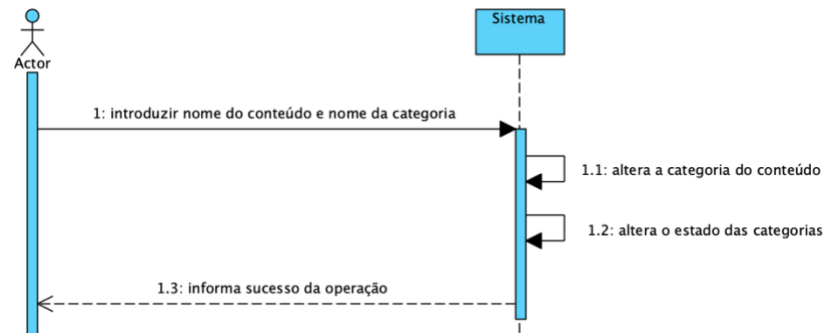 Sistema
Actor
1: introduzir nome do conteúdo e nome da categoria
1.1: altera a categoria do conteúdo
1.2: altera o estado das categorias
1.3: informa sucesso da operação